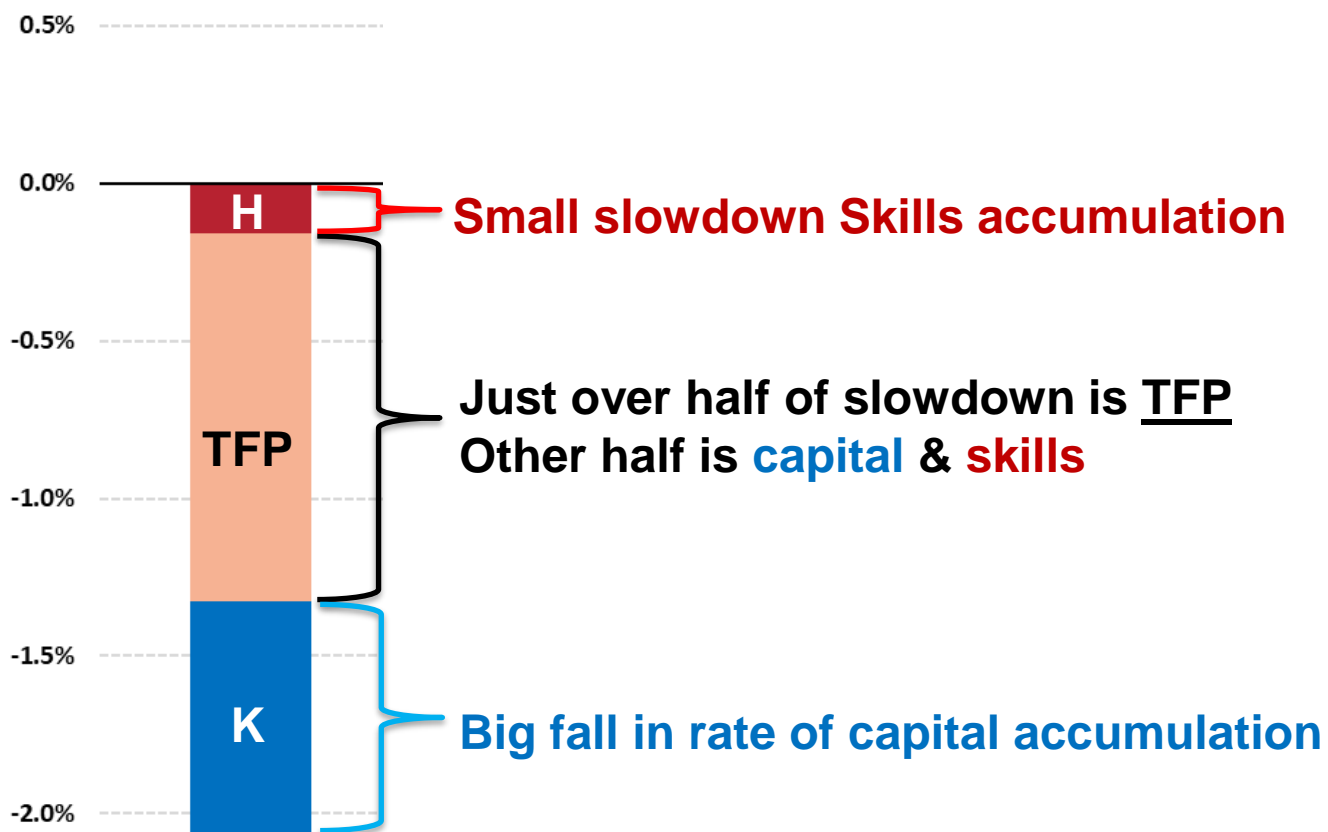 0.5%
0.0%
H
Small slowdown Skills accumulation
-0.5%
Just over half of slowdown is TFP
Other half is capital & skills
TFP
-1.0%
-1.5%
K
Big fall in rate of capital accumulation
-2.0%